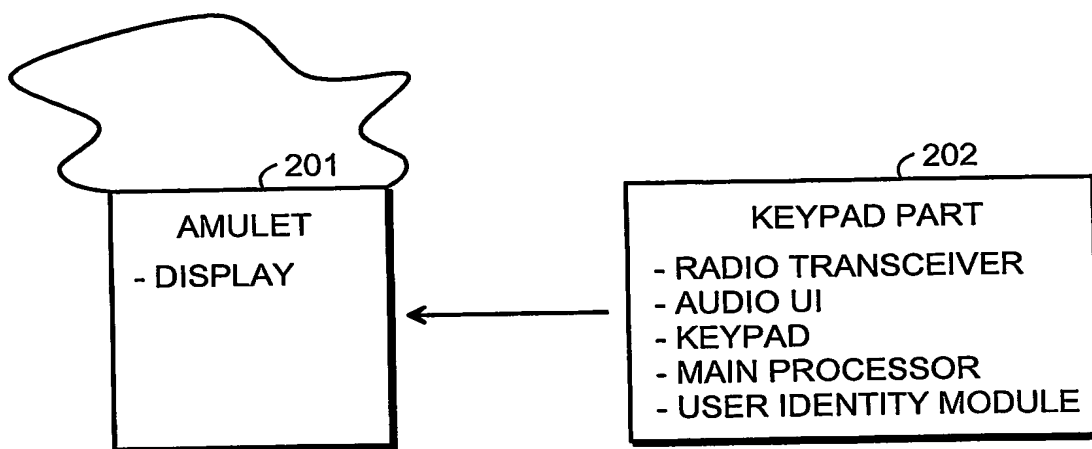 201
AMULET
- DISPLAY
202
KEYPAD PART
- RADIO TRANSCEIVER
- AUDIO UI
- KEYPAD
- MAIN PROCESSOR
- USER IDENTITY MODULE